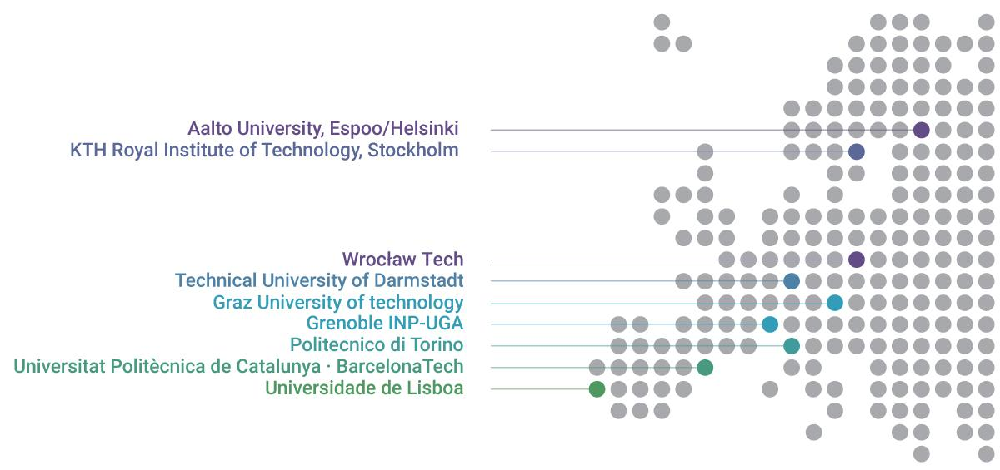 Aalto University, Espoo/Helsinki
KTH Royal Institute of Technology, Stockholm
Wrocław Tech
Technical University of Darmstadt
Graz University of technology
Grenoble INP-UGA
Politecnico di Torino
Universitat Politècnica de Catalunya · BarcelonaTech
Universidade de Lisboa